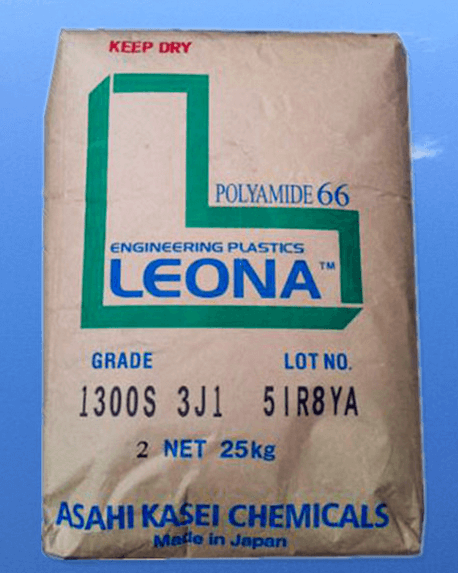 KEEP DRY
POLYAMIDE 66
ENGINEERING PLASTICS
LEONA™
GRADE LOT NO.
1300S 3J1 51R8YA
2 NET 25kg
ASAHI KASEI CHEMICALS
Made in Japan